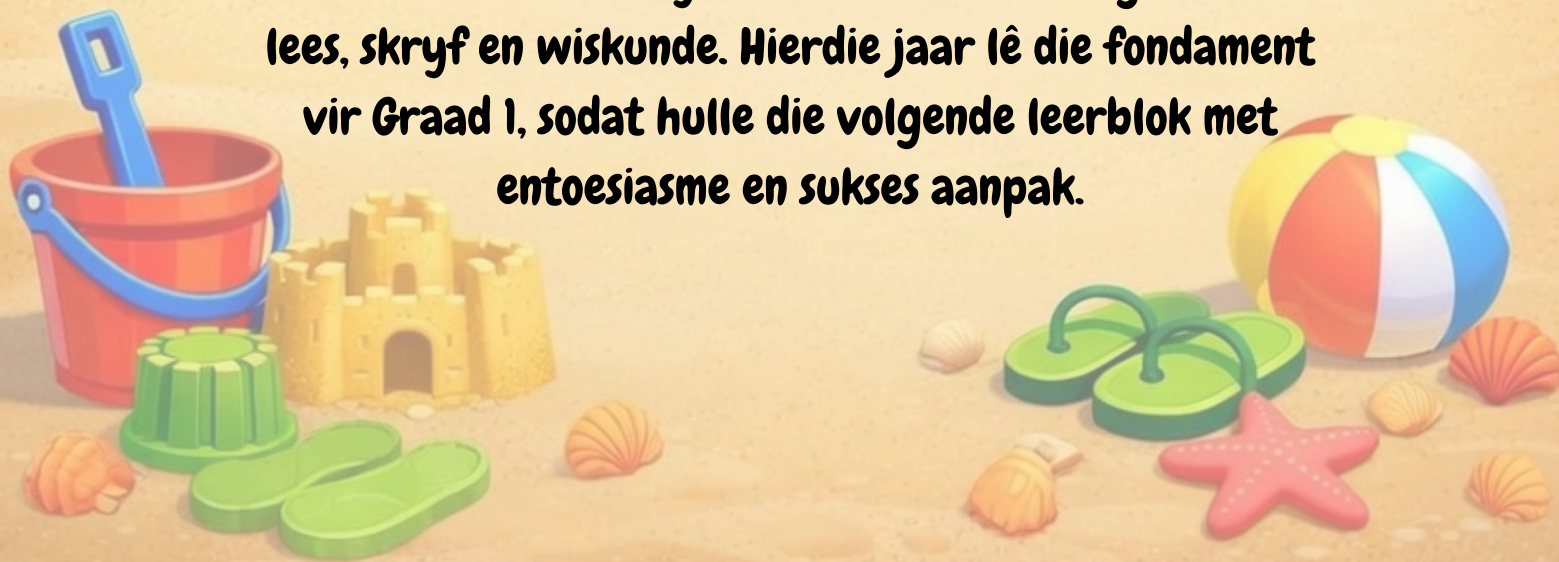 lees, skryf en wiskunde. Hierdie jaar lê die fondament
vir Graad 1, sodat hulle die volgende leerblok met
entoesiasme en sukses aanpak.